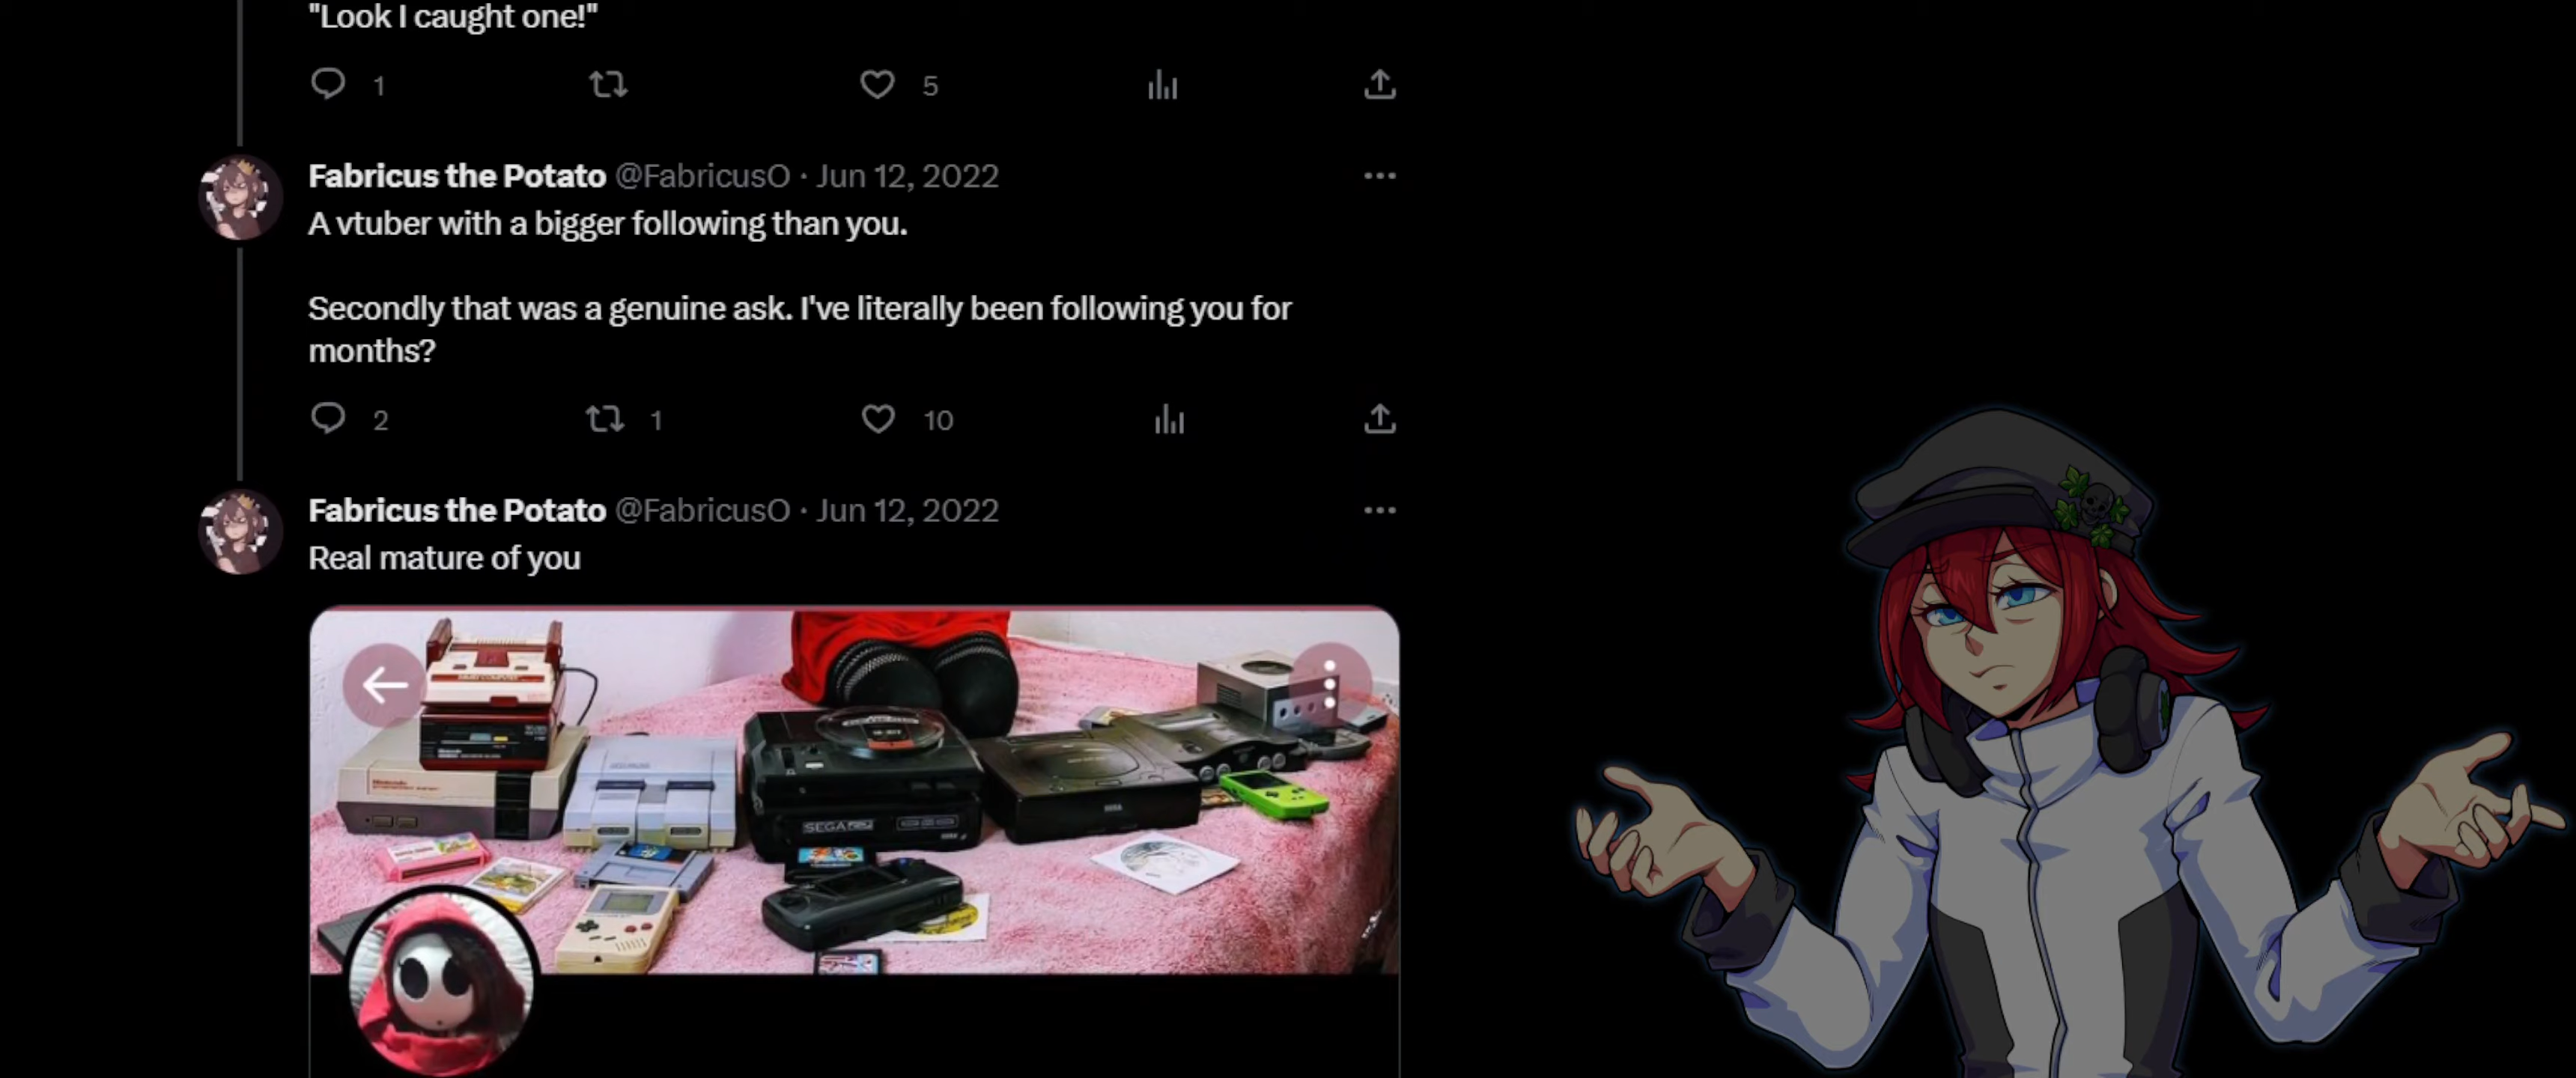 "Look I caught one!"
1 5
Fabricus the Potato @FabricusO · Jun 12, 2022
A vtuber with a bigger following than you.
Secondly that was a genuine ask. I've literally been following you for
months?
2 1 10
Fabricus the Potato @FabricusO · Jun 12, 2022
Real mature of you
SEGA
SEGA